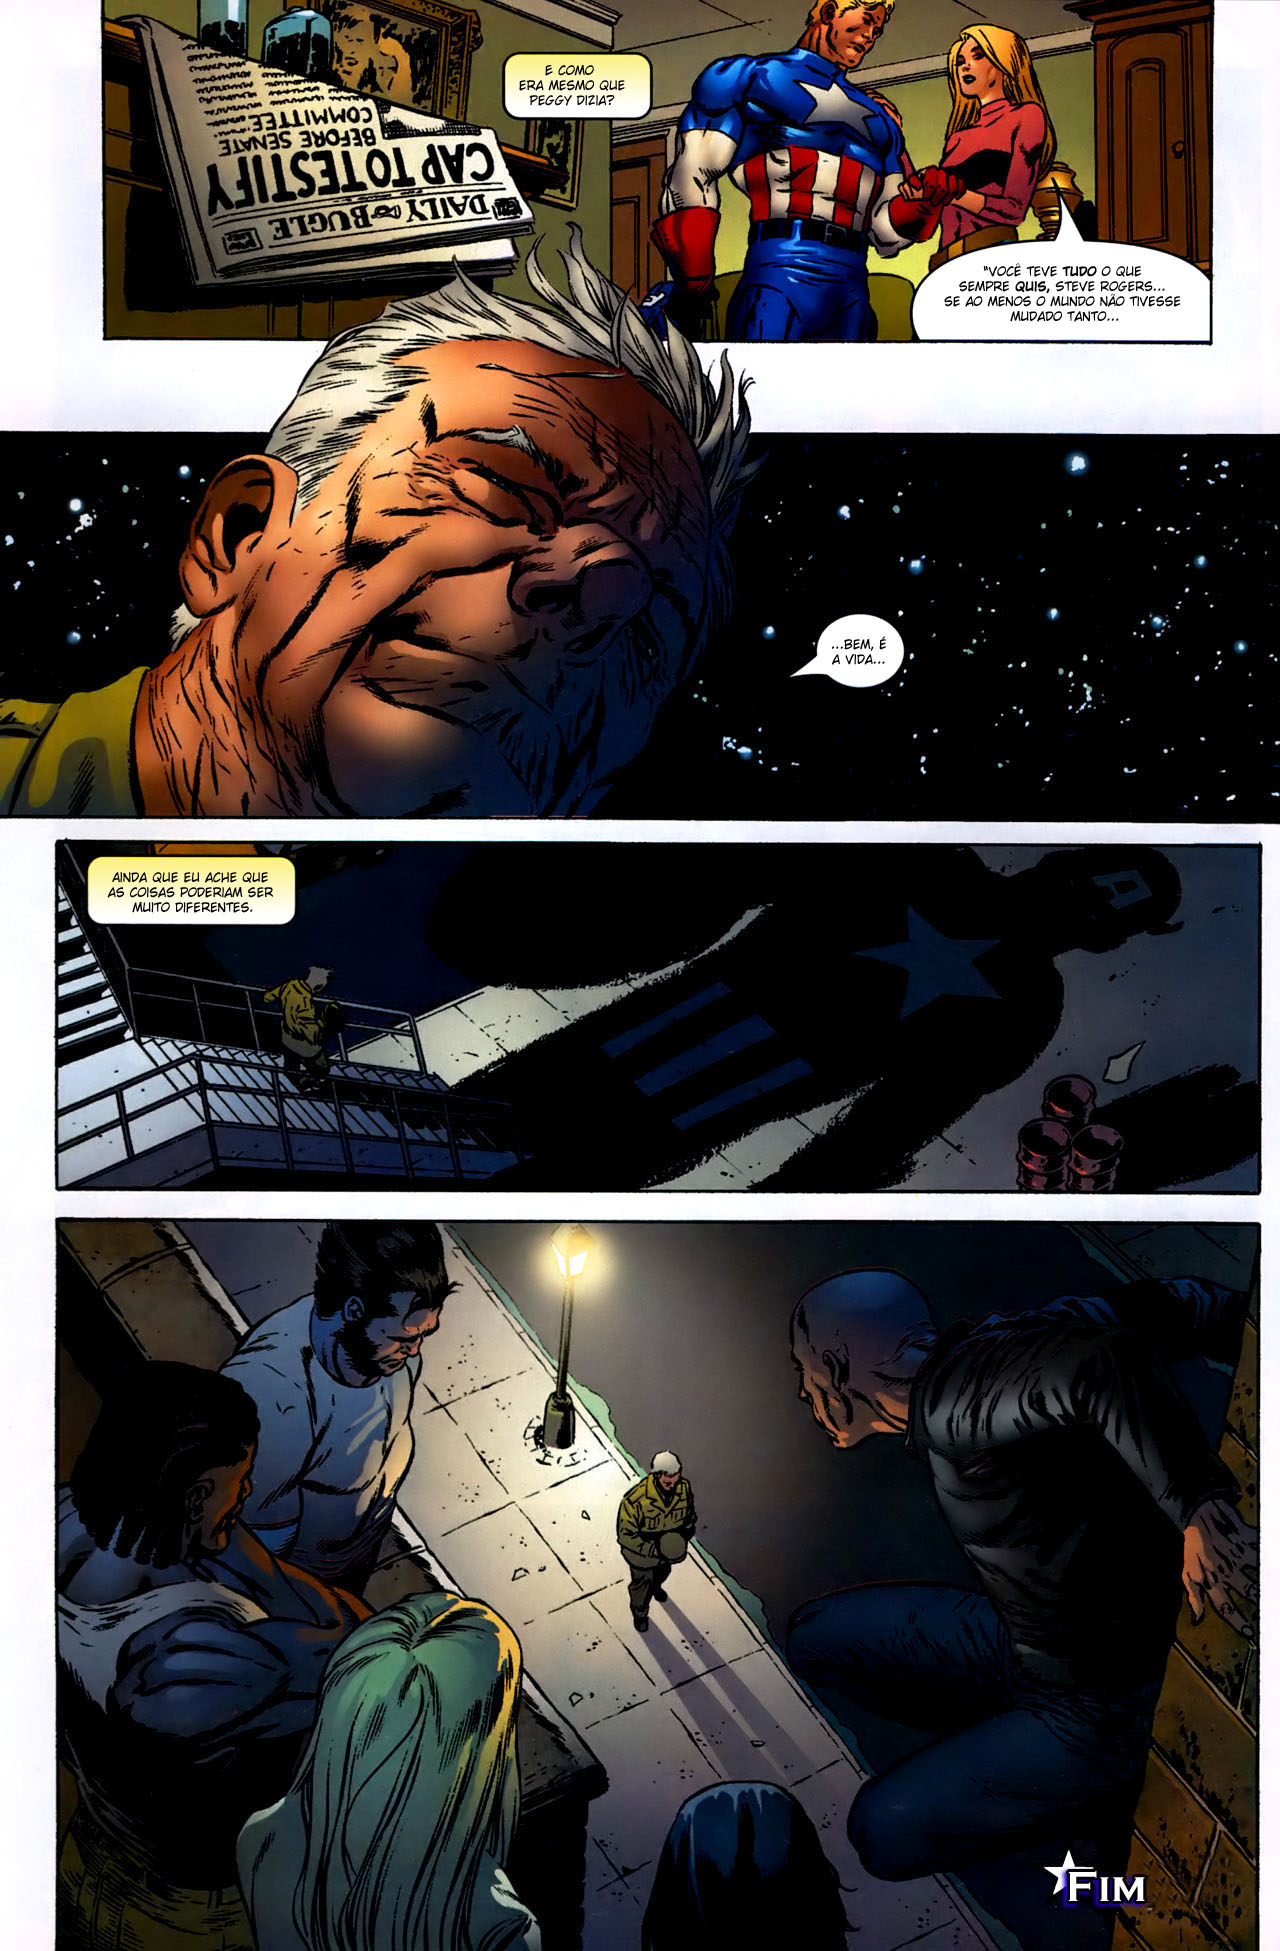 DAILY BUGLE
CAP TO TESTIFY
BEFORE SENATE
COMMITTEE
E COMO
ERA MESMO QUE
PEGGY DIZIA?
"VOCÊ TEVE TUDO O QUE
SEMPRE QUIS, STEVE ROGERS...
SE AO MENOS O MUNDO NÃO TIVESSE
MUDADO TANTO...
...BEM, É
A VIDA...
AINDA QUE EU ACHE QUE
AS COISAS PODERIAM SER
MUITO DIFERENTES.
A
FIM